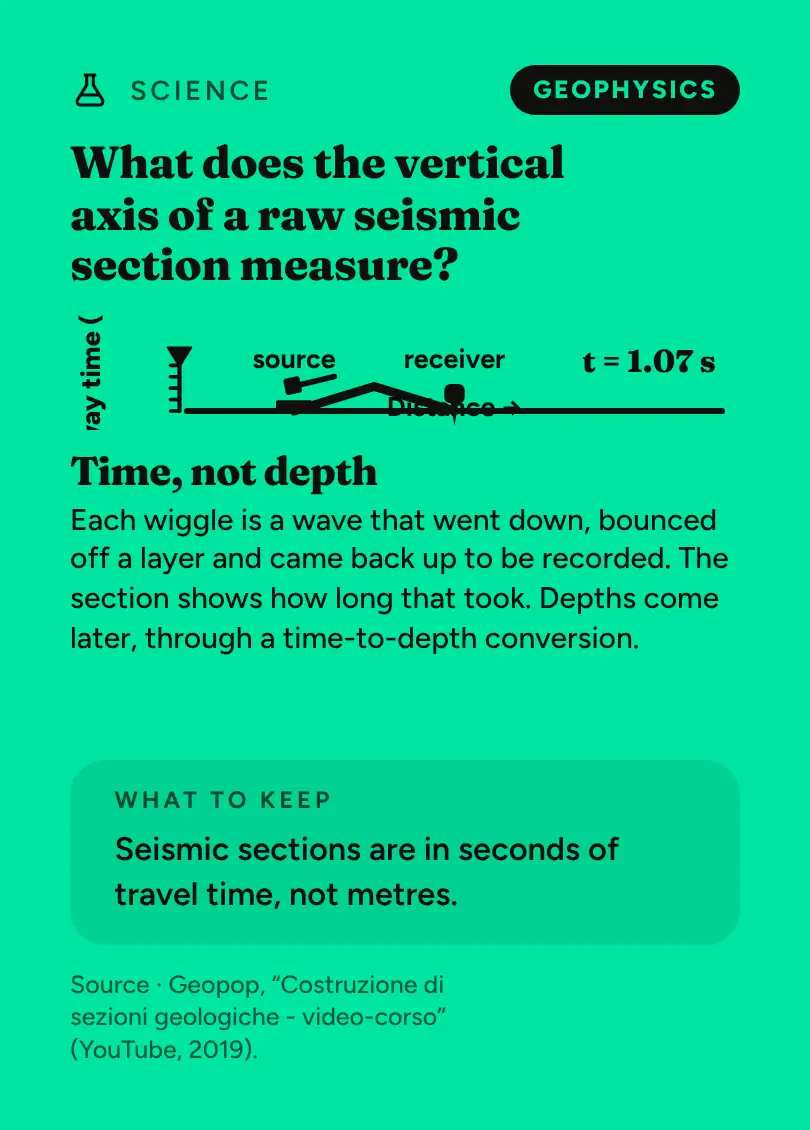 SCIENCE
GEOPHYSICS
What does the vertical
axis of a raw seismic
section measure?
time (
source
receiver
t = 1.07 s
Distance →
Time, not depth
Each wiggle is a wave that went down, bounced
off a layer and came back up to be recorded. The
section shows how long that took. Depths come
later, through a time-to-depth conversion.
WHAT TO KEEP
Seismic sections are in seconds of
travel time, not metres.
Source · Geopop, “Costruzione di
sezioni geologiche - video-corso”
(YouTube, 2019).